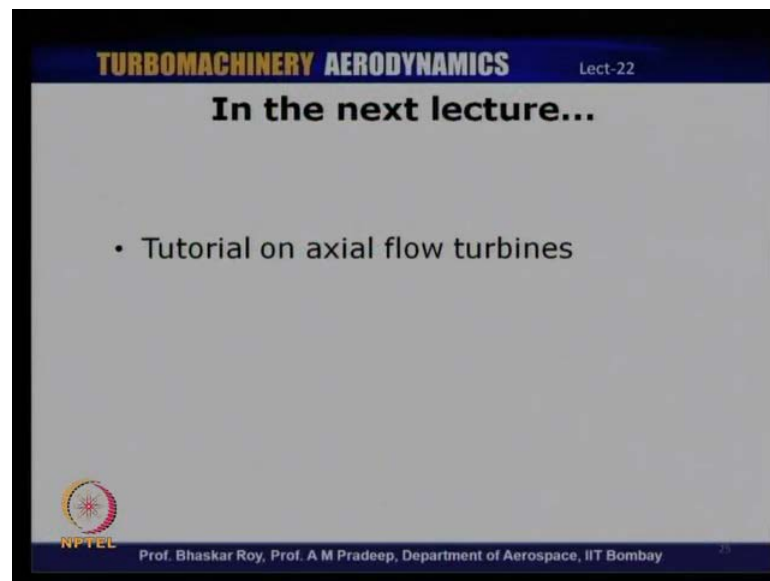 TURBOMACHINERY AERODYNAMICS Lect-22
In the next lecture...
• Tutorial on axial flow turbines
NPTEL
Prof. Bhaskar Roy, Prof. A M Pradeep, Department of Aerospace, IIT Bombay
25